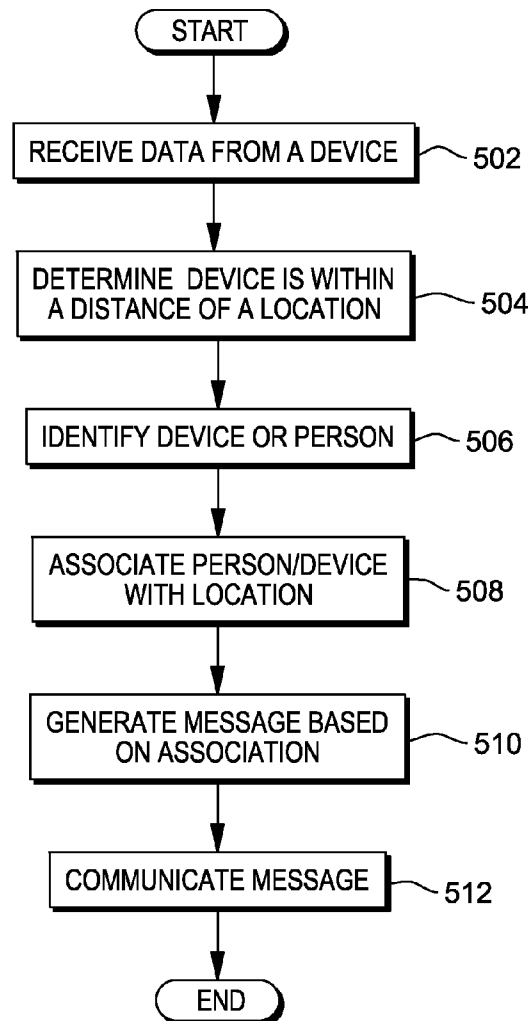 START
RECEIVE DATA FROM A DEVICE
502
DETERMINE DEVICE IS WITHIN
A DISTANCE OF A LOCATION
504
IDENTIFY DEVICE OR PERSON
506
ASSOCIATE PERSON/DEVICE
WITH LOCATION
508
GENERATE MESSAGE BASED
ON ASSOCIATION
510
COMMUNICATE MESSAGE
512
END